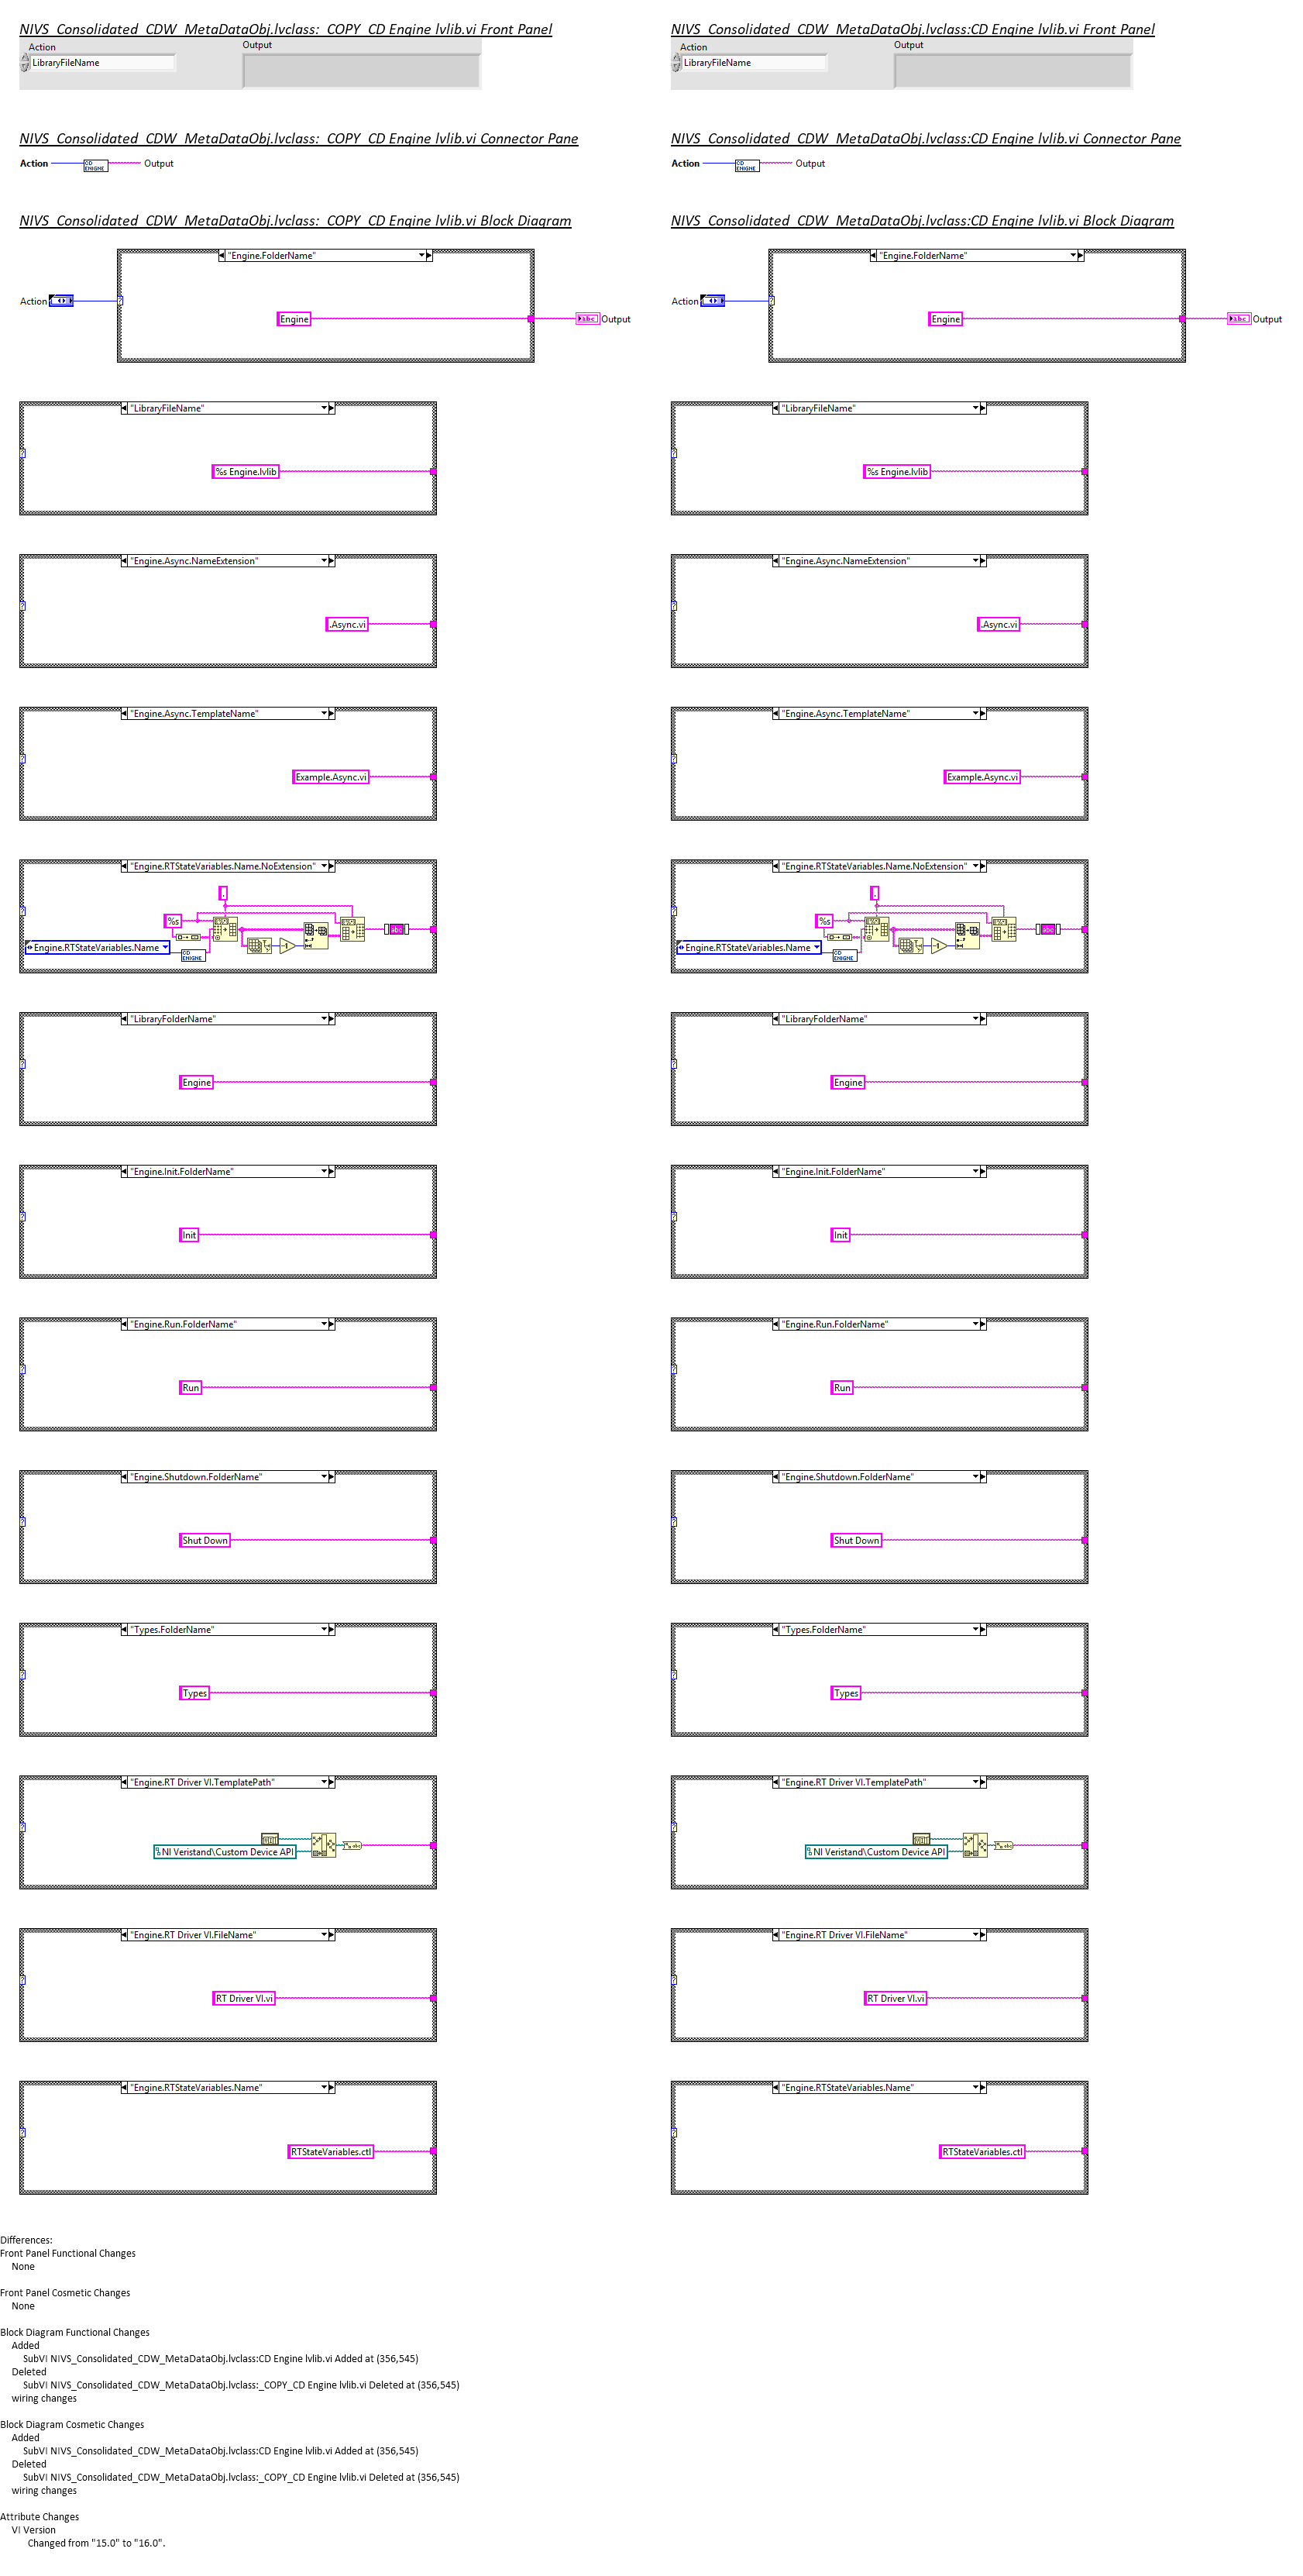 NIVS_Consolidated_CDW_MetaDataObj.lvclass:_COPY_CD Engine lvlib.vi Front Panel
Action
Output
LibraryFileName
NIVS_Consolidated_CDW_MetaDataObj.lvclass:CD Engine lvlib.vi Front Panel
Action
Output
LibraryFileName
NIVS_Consolidated_CDW_MetaDataObj.lvclass:_COPY_CD Engine lvlib.vi Connector Pane
Action
CD
ENIGNE
Output
NIVS_Consolidated_CDW_MetaDataObj.lvclass:CD Engine lvlib.vi Connector Pane
Action
CD
ENIGNE
Output
NIVS_Consolidated_CDW_MetaDataObj.lvclass:_COPY_CD Engine lvlib.vi Block Diagram
NIVS_Consolidated_CDW_MetaDataObj.lvclass:CD Engine lvlib.vi Block Diagram
"Engine.FolderName"
Action
Engine
abc
Output
"Engine.FolderName"
Action
Engine
abc
Output
"LibraryFileName"
%s Engine.lvlib
"LibraryFileName"
%s Engine.lvlib
"Engine.Async.NameExtension"
.Async.vi
"Engine.Async.NameExtension"
.Async.vi
"Engine.Async.TemplateName"
Example.Async.vi
"Engine.Async.TemplateName"
Example.Async.vi
"Engine.RTStateVariables.Name.NoExtension"
.
%s
abc
Engine.RTStateVariables.Name
CD
ENIGNE
"Engine.RTStateVariables.Name.NoExtension"
.
%s
abc
Engine.RTStateVariables.Name
CD
ENIGNE
"LibraryFolderName"
Engine
"LibraryFolderName"
Engine
"Engine.Init.FolderName"
Init
"Engine.Init.FolderName"
Init
"Engine.Run.FolderName"
Run
"Engine.Run.FolderName"
Run
"Engine.Shutdown.FolderName"
Shut Down
"Engine.Shutdown.FolderName"
Shut Down
"Types.FolderName"
Types
"Types.FolderName"
Types
"Engine.RT Driver VI.TemplatePath"
NI Veristand\Custom Device API
"Engine.RT Driver VI.TemplatePath"
NI Veristand\Custom Device API
"Engine.RT Driver VI.FileName"
RT Driver VI.vi
"Engine.RT Driver VI.FileName"
RT Driver VI.vi
"Engine.RTStateVariables.Name"
RTStateVariables.ctl
"Engine.RTStateVariables.Name"
RTStateVariables.ctl
Differences:
Front Panel Functional Changes
None
Front Panel Cosmetic Changes
None
Block Diagram Functional Changes
Added
SubVI NIVS_Consolidated_CDW_MetaDataObj.lvclass:CD Engine lvlib.vi Added at (356,545)
Deleted
SubVI NIVS_Consolidated_CDW_MetaDataObj.lvclass:_COPY_CD Engine lvlib.vi Deleted at (356,545)
wiring changes
Block Diagram Cosmetic Changes
Added
SubVI NIVS_Consolidated_CDW_MetaDataObj.lvclass:CD Engine lvlib.vi Added at (356,545)
Deleted
SubVI NIVS_Consolidated_CDW_MetaDataObj.lvclass:_COPY_CD Engine lvlib.vi Deleted at (356,545)
wiring changes
Attribute Changes
VI Version
Changed from "15.0" to "16.0".